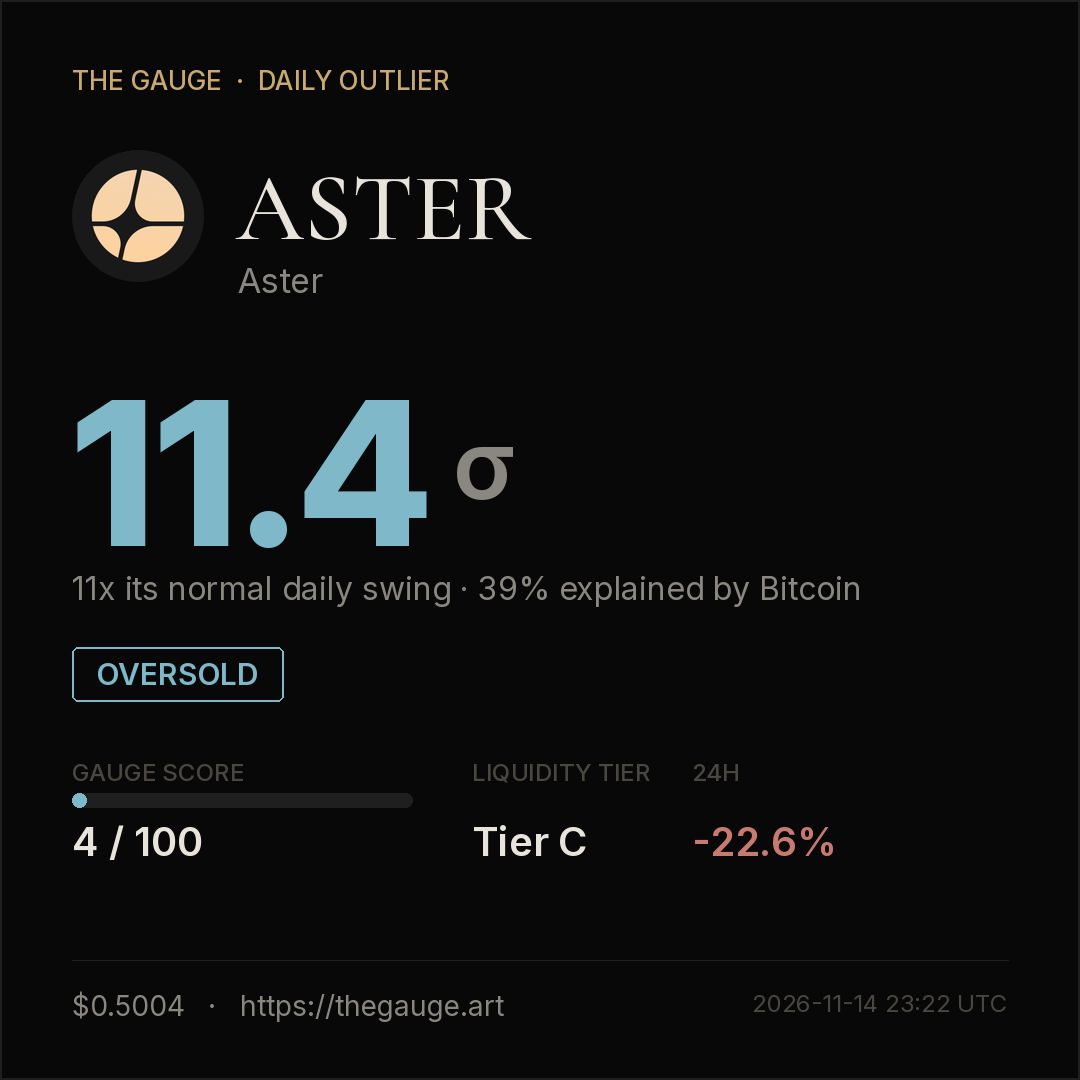 THE GAUGE · DAILY OUTLIER
ASTER
Aster
11.4 σ
11x its normal daily swing · 39% explained by Bitcoin
OVERSOLD
GAUGE SCORE LIQUIDITY TIER 24H
4 / 100 Tier C -22.6%
$0.5004 · https://thegauge.art 2026-11-14 23:22 UTC